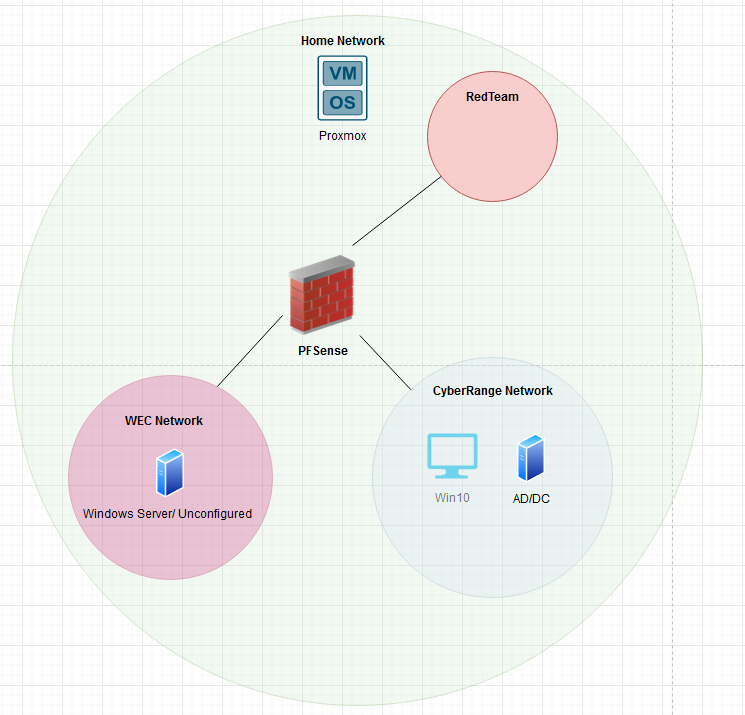 Home Network
VM
OS
Proxmox
RedTeam
PFSense
WEC Network
Windows Server/ Unconfigured
CyberRange Network
Win10
AD/DC